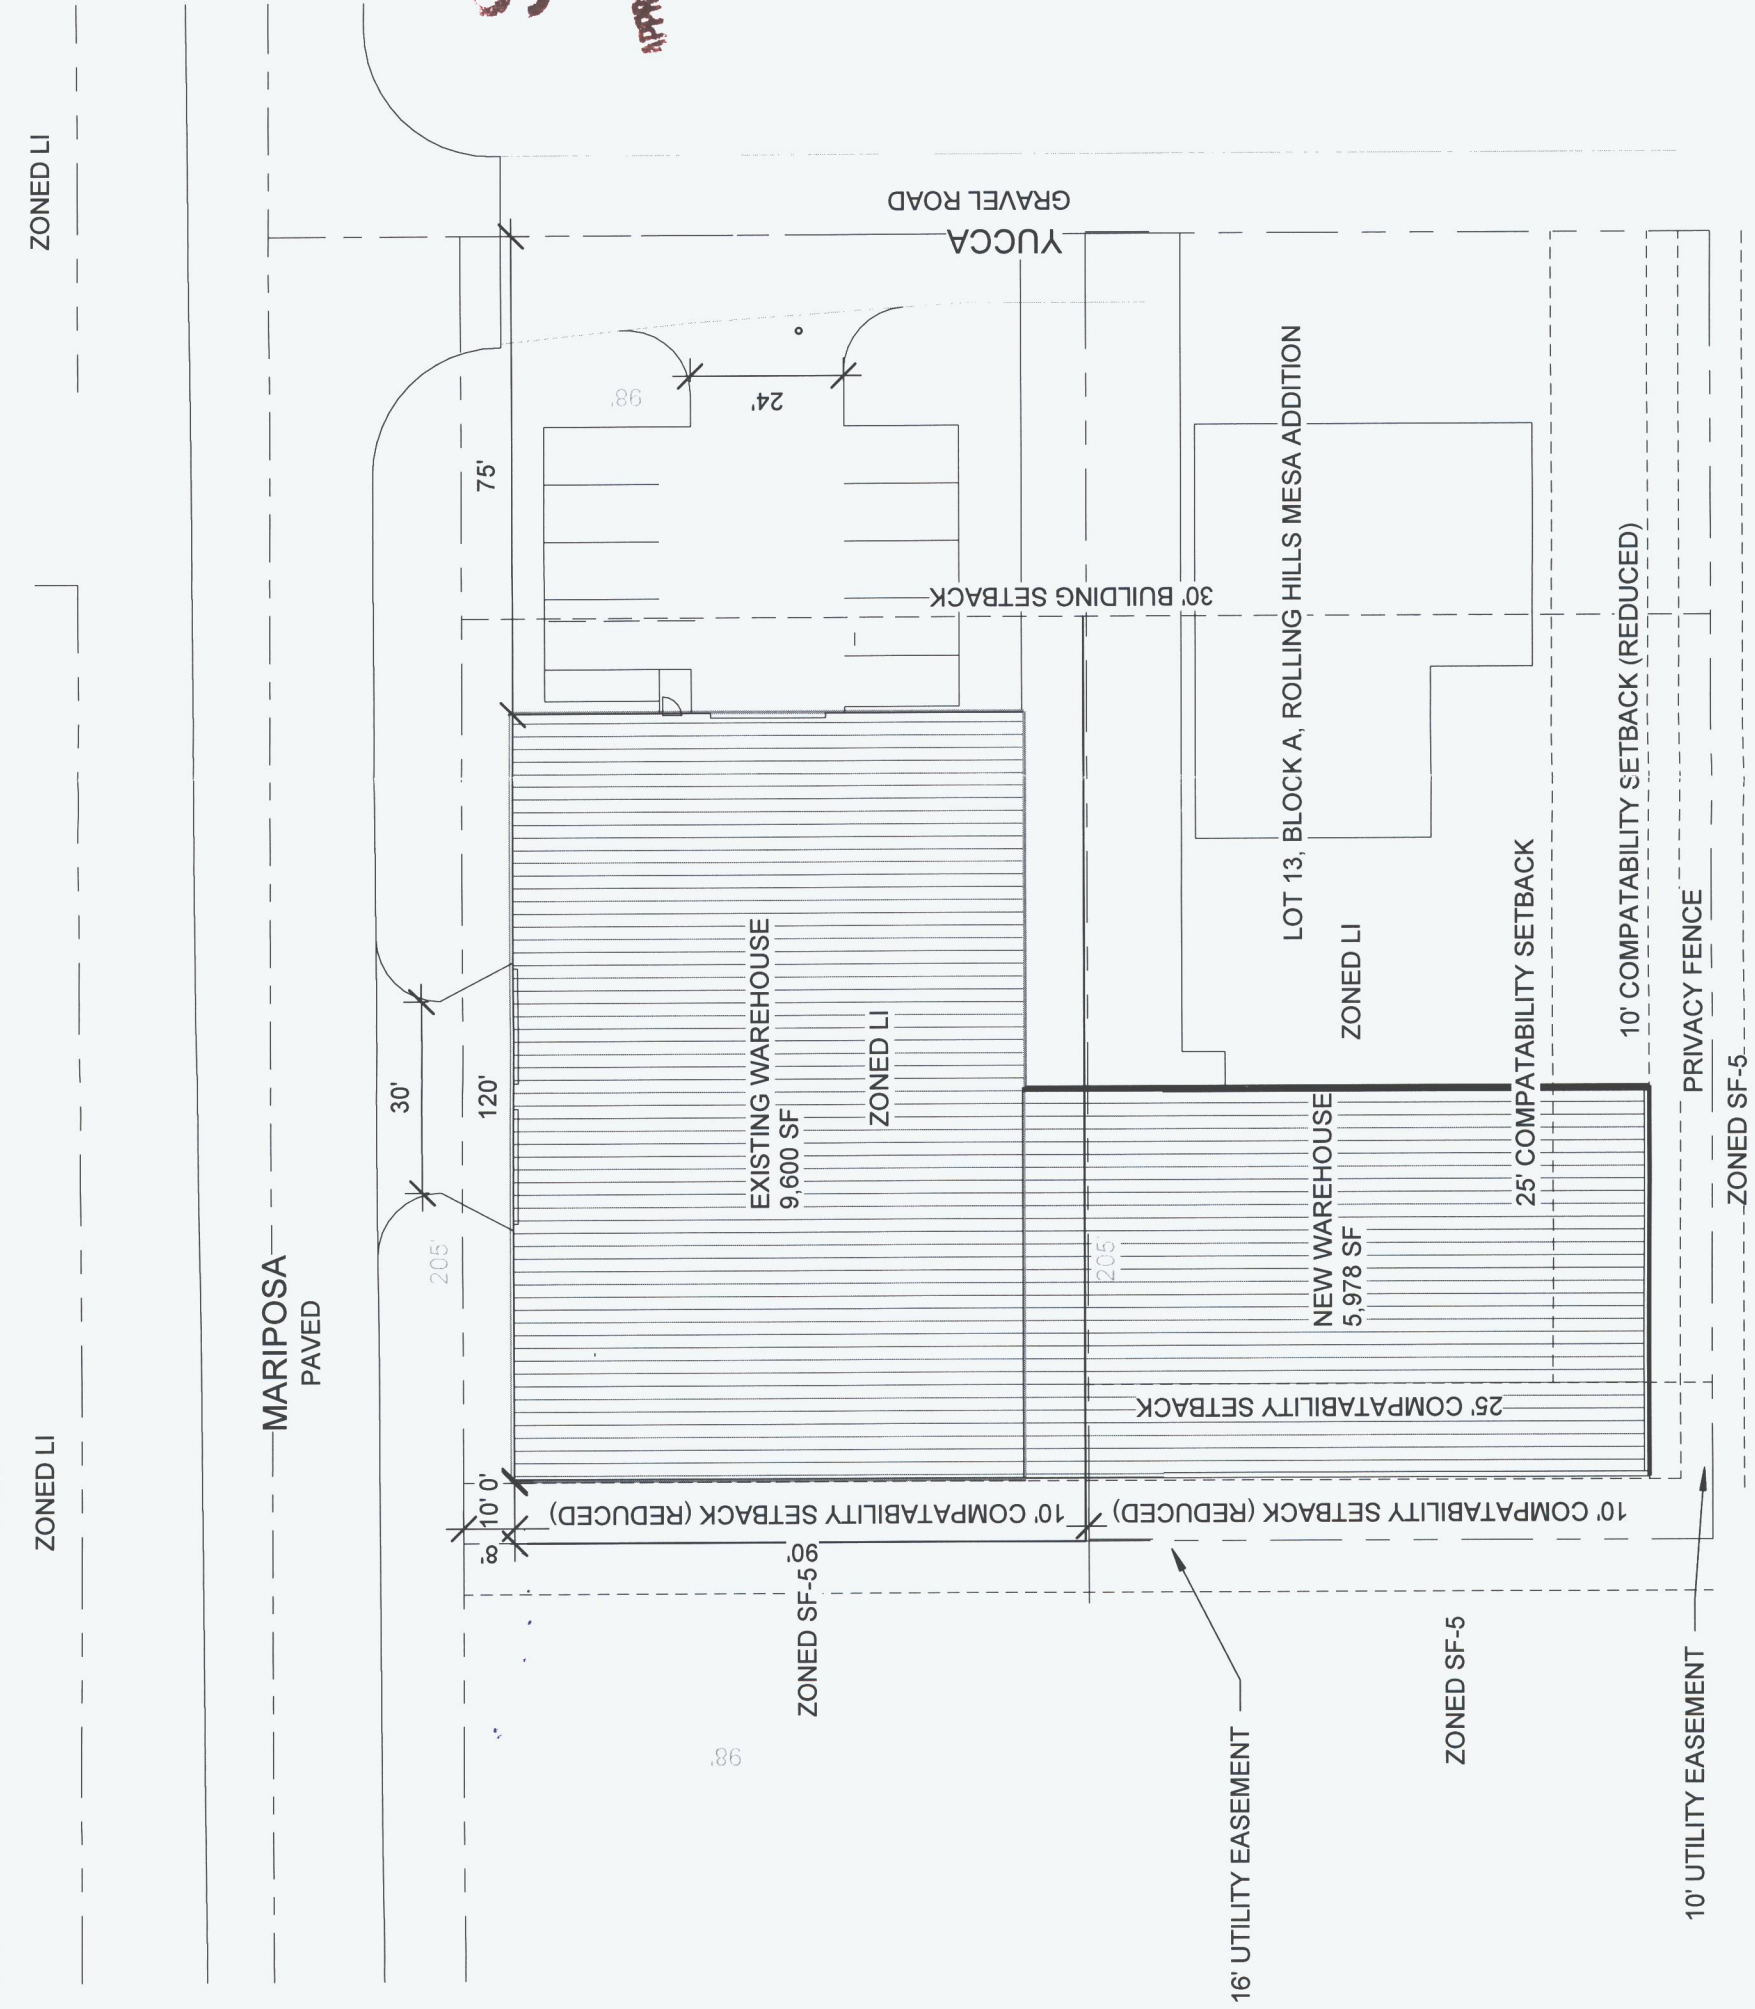 ZONED LI
ZONED LI
MARIPOSA
PAVED
30'
205'
10' 0'
120'
75'
8'
90'
98'
24'
EXISTING WAREHOUSE
9,600 SF
ZONED LI
YUCCA
GRAVEL ROAD
30' BUILDING SETBACK
10' COMPATABILITY SETBACK (REDUCED)
10' COMPATABILITY SETBACK (REDUCED)
ZONED SF-5
98'
205'
LOT 13, BLOCK A, ROLLING HILLS MESA ADDITION
ZONED LI
NEW WAREHOUSE
5,978 SF
25' COMPATABILITY SETBACK
25' COMPATABILITY SETBACK
16' UTILITY EASEMENT
ZONED SF-5
10' COMPATABILITY SETBACK (REDUCED)
PRIVACY FENCE
10' UTILITY EASEMENT
ZONED SF-5